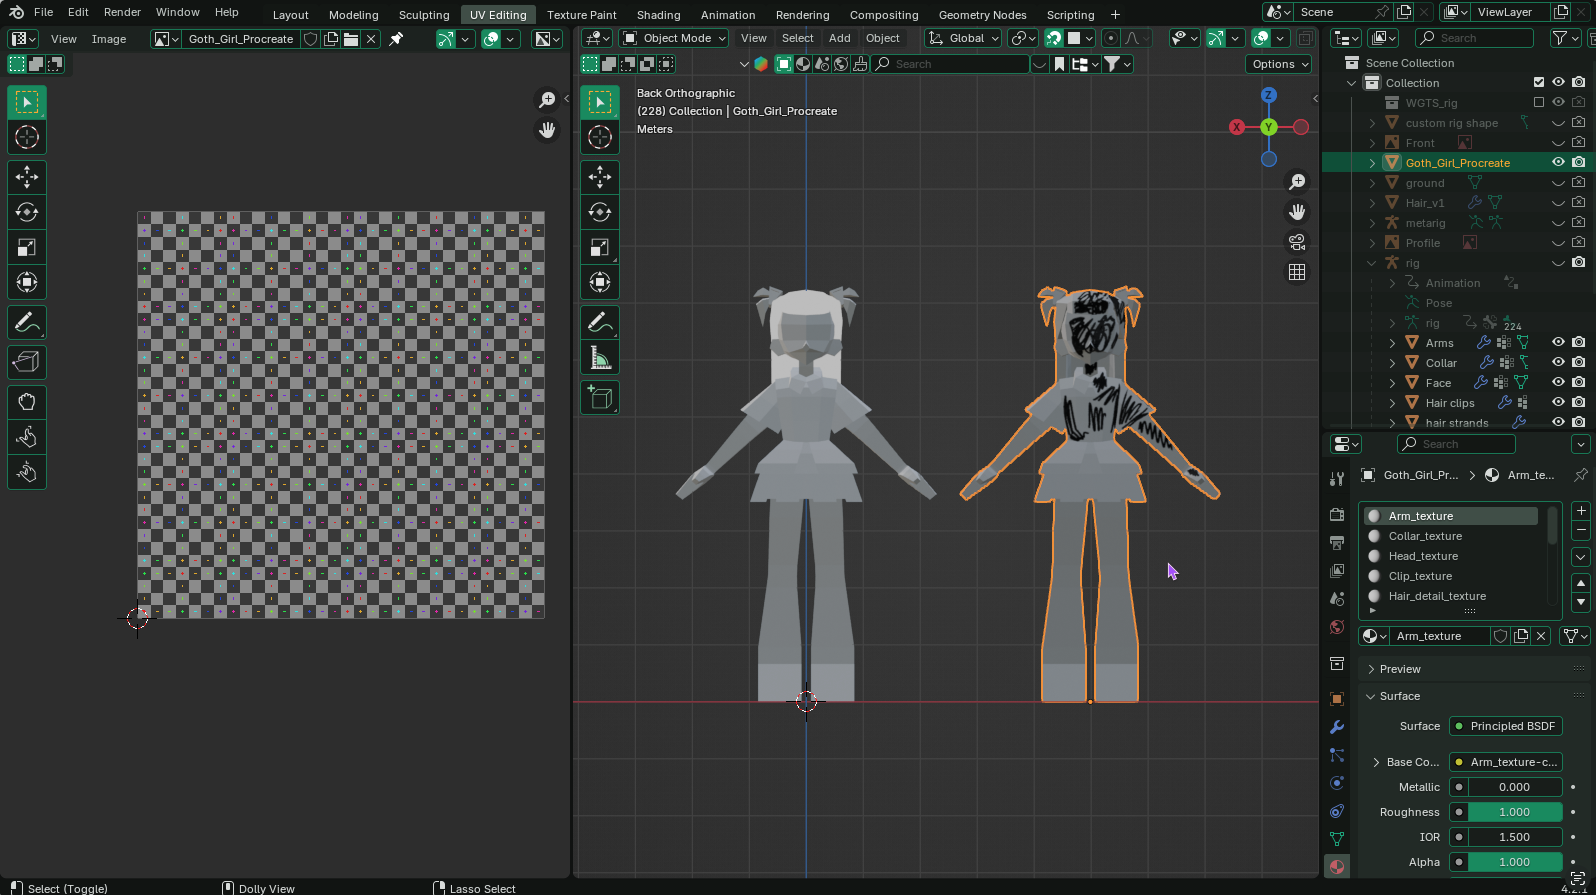 File Edit Render Window Help Layout Modeling Sculpting UV Editing Texture Paint Shading Animation Rendering Compositing Geometry Nodes Scripting + Scene ViewLayer
View Image Goth_Girl_Procreate Object Mode View Select Add Object Global Search
Search Options
Back Orthographic
(228) Collection | Goth_Girl_Procreate
Meters
Z
X
Y
Scene Collection
Collection
WGTS_rig
custom rig shape
Front
Goth_Girl_Procreate
ground
Hair_v1
metarig
Profile
rig
Animation
Pose
rig 224
Arms
Collar
Face
Hair clips
hair strands
Search
Goth_Girl_Pr... Arm_te...
Arm_texture
Collar_texture
Head_texture
Clip_texture
Hair_detail_texture
Arm_texture
Preview
Surface
Surface Principled BSDF
Base Co... Arm_texture-c...
Metallic 0.000
Roughness 1.000
IOR 1.500
Alpha 1.000
Select (Toggle) Dolly View Lasso Select